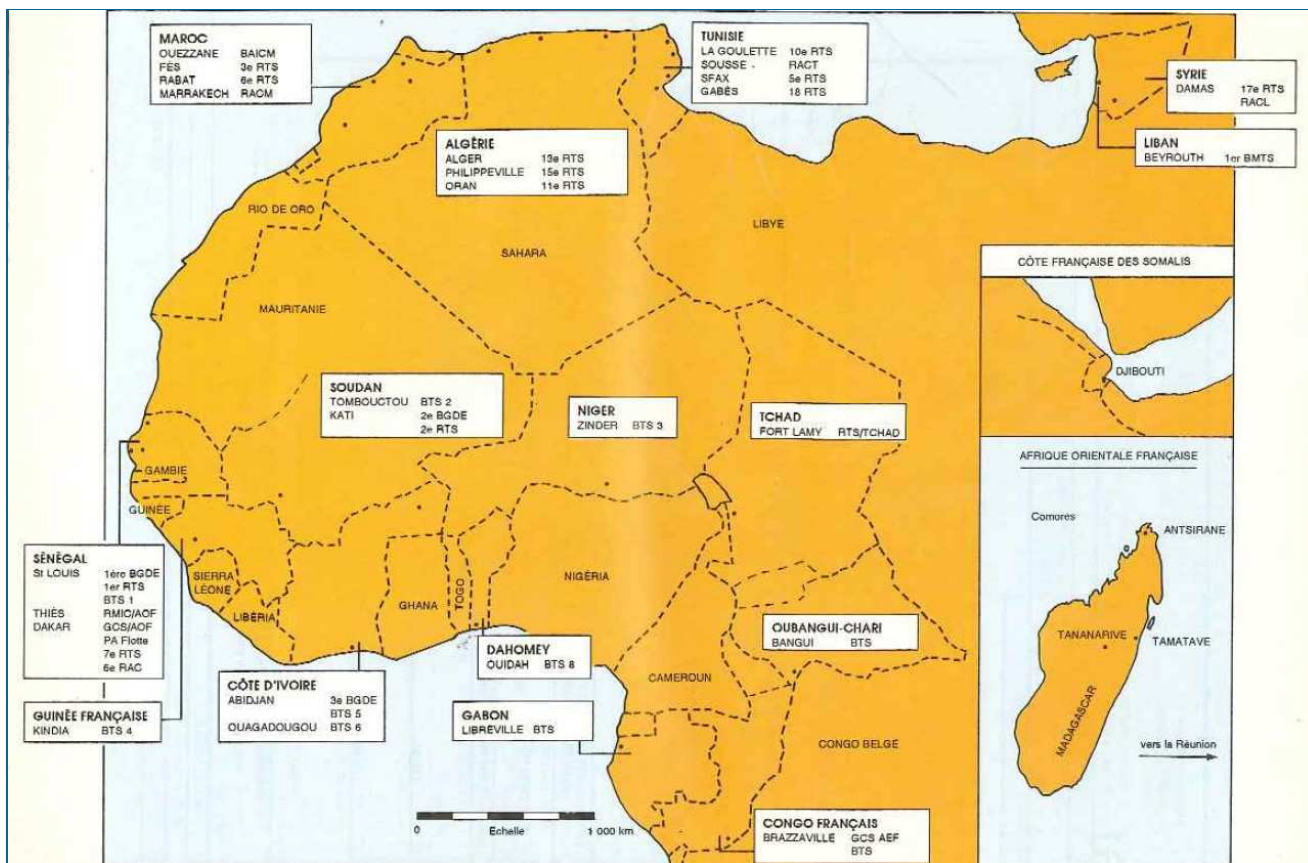 MAROC
OUEZZANE BAICM
FÈS 3e RTS
RABAT 6e RTS
MARRAKECH RACM
TUNISIE
LA GOULETTE 10e RTS
SOUSSE - RACT
SFAX 5e RTS
GABÈS 18 RTS
SYRIE
DAMAS 17e RTS
RACL
LIBAN
BEYROUTH 1er BMTS
ALGÉRIE
ALGER 13e RTS
PHILIPPEVILLE 15e RTS
ORAN 11e RTS
RIO DE ORO
LIBYE
SAHARA
CÔTE FRANÇAISE DES SOMALIS
MAURITANIE
DJIBOUTI
SOUDAN
TOMBOUCTOU BTS 2
KATI 2e BGDE
2e RTS
NIGER
ZINDER BTS 3
TCHAD
FORT LAMY RTS/TCHAD
AFRIQUE ORIENTALE FRANÇAISE
GAMBIE
GUINÉE
Comores
ANTSIRANE
SÉNÉGAL
St LOUIS 1ère BGDE
1er RTS
BTS 1
THIÈS RMIC/AOF
DAKAR GCS/AOF
PA Flotte
7e RTS
6e RAC
SIERRA
LÉONE
LIBÉRIA
GHANA
TOGO
NIGÉRIA
OUBANGUI-CHARI
BANGUI BTS
TANANARIVE
TAMATAVE
MADAGASCAR
DAHOMEY
OUIDAH BTS 8
CAMEROUN
CÔTE D'IVOIRE
ABIDJAN 3e BGDE
BTS 5
OUAGADOUGOU BTS 6
GUINÉE FRANÇAISE
KINDIA BTS 4
GABON
LIBREVILLE BTS
CONGO BELGE
vers la Réunion
0 Echelle 1 000 km
CONGO FRANÇAIS
BRAZZAVILLE GCS AEF
BTS